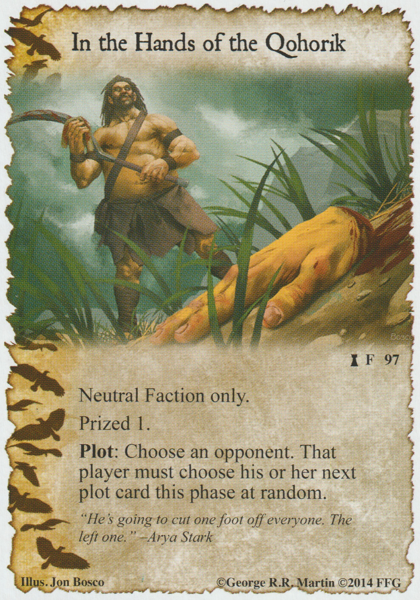 In the Hands of the Qohorik
F 97
Neutral Faction only.
Prized 1.
Plot: Choose an opponent. That
player must choose his or her next
plot card this phase at random.
“He's going to cut one foot off everyone. The
left one.” –Arya Stark
Illus. Jon Bosco ©George R.R. Martin ©2014 FFG